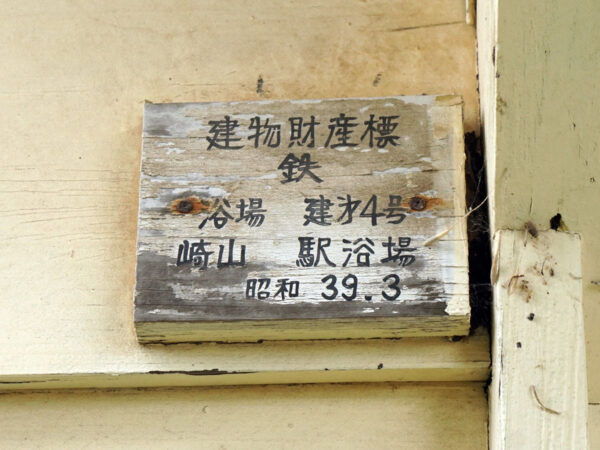 建物財産標
鉄
浴場 建才4号
崎山 駅浴場
昭和 39.3